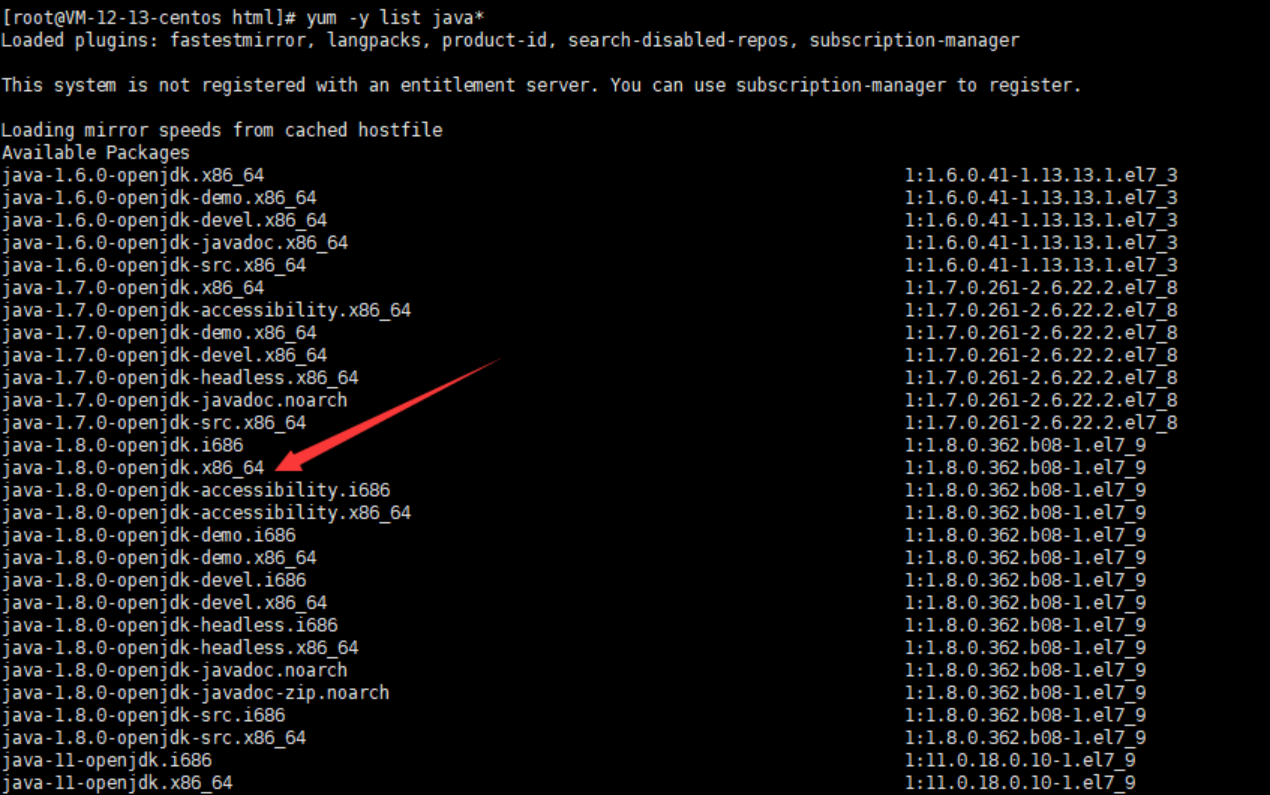 [root@VM-12-13-centos html]# yum -y list java*
Loaded plugins: fastestmirror, langpacks, product-id, search-disabled-repos, subscription-manager
This system is not registered with an entitlement server. You can use subscription-manager to register.
Loading mirror speeds from cached hostfile
Available Packages
java-1.6.0-openjdk.x86_64 1:1.6.0.41-1.13.13.1.el7_3
java-1.6.0-openjdk-demo.x86_64 1:1.6.0.41-1.13.13.1.el7_3
java-1.6.0-openjdk-devel.x86_64 1:1.6.0.41-1.13.13.1.el7_3
java-1.6.0-openjdk-javadoc.x86_64 1:1.6.0.41-1.13.13.1.el7_3
java-1.6.0-openjdk-src.x86_64 1:1.6.0.41-1.13.13.1.el7_3
java-1.7.0-openjdk.x86_64 1:1.7.0.261-2.6.22.2.el7_8
java-1.7.0-openjdk-accessibility.x86_64 1:1.7.0.261-2.6.22.2.el7_8
java-1.7.0-openjdk-demo.x86_64 1:1.7.0.261-2.6.22.2.el7_8
java-1.7.0-openjdk-devel.x86_64 1:1.7.0.261-2.6.22.2.el7_8
java-1.7.0-openjdk-headless.x86_64 1:1.7.0.261-2.6.22.2.el7_8
java-1.7.0-openjdk-javadoc.noarch 1:1.7.0.261-2.6.22.2.el7_8
java-1.7.0-openjdk-src.x86_64 1:1.7.0.261-2.6.22.2.el7_8
java-1.8.0-openjdk.i686 1:1.8.0.362.b08-1.el7_9
java-1.8.0-openjdk.x86_64 1:1.8.0.362.b08-1.el7_9
java-1.8.0-openjdk-accessibility.i686 1:1.8.0.362.b08-1.el7_9
java-1.8.0-openjdk-accessibility.x86_64 1:1.8.0.362.b08-1.el7_9
java-1.8.0-openjdk-demo.i686 1:1.8.0.362.b08-1.el7_9
java-1.8.0-openjdk-demo.x86_64 1:1.8.0.362.b08-1.el7_9
java-1.8.0-openjdk-devel.i686 1:1.8.0.362.b08-1.el7_9
java-1.8.0-openjdk-devel.x86_64 1:1.8.0.362.b08-1.el7_9
java-1.8.0-openjdk-headless.i686 1:1.8.0.362.b08-1.el7_9
java-1.8.0-openjdk-headless.x86_64 1:1.8.0.362.b08-1.el7_9
java-1.8.0-openjdk-javadoc.noarch 1:1.8.0.362.b08-1.el7_9
java-1.8.0-openjdk-javadoc-zip.noarch 1:1.8.0.362.b08-1.el7_9
java-1.8.0-openjdk-src.i686 1:1.8.0.362.b08-1.el7_9
java-1.8.0-openjdk-src.x86_64 1:1.8.0.362.b08-1.el7_9
java-11-openjdk.i686 1:11.0.18.0.10-1.el7_9
java-11-openjdk.x86_64 1:11.0.18.0.10-1.el7_9